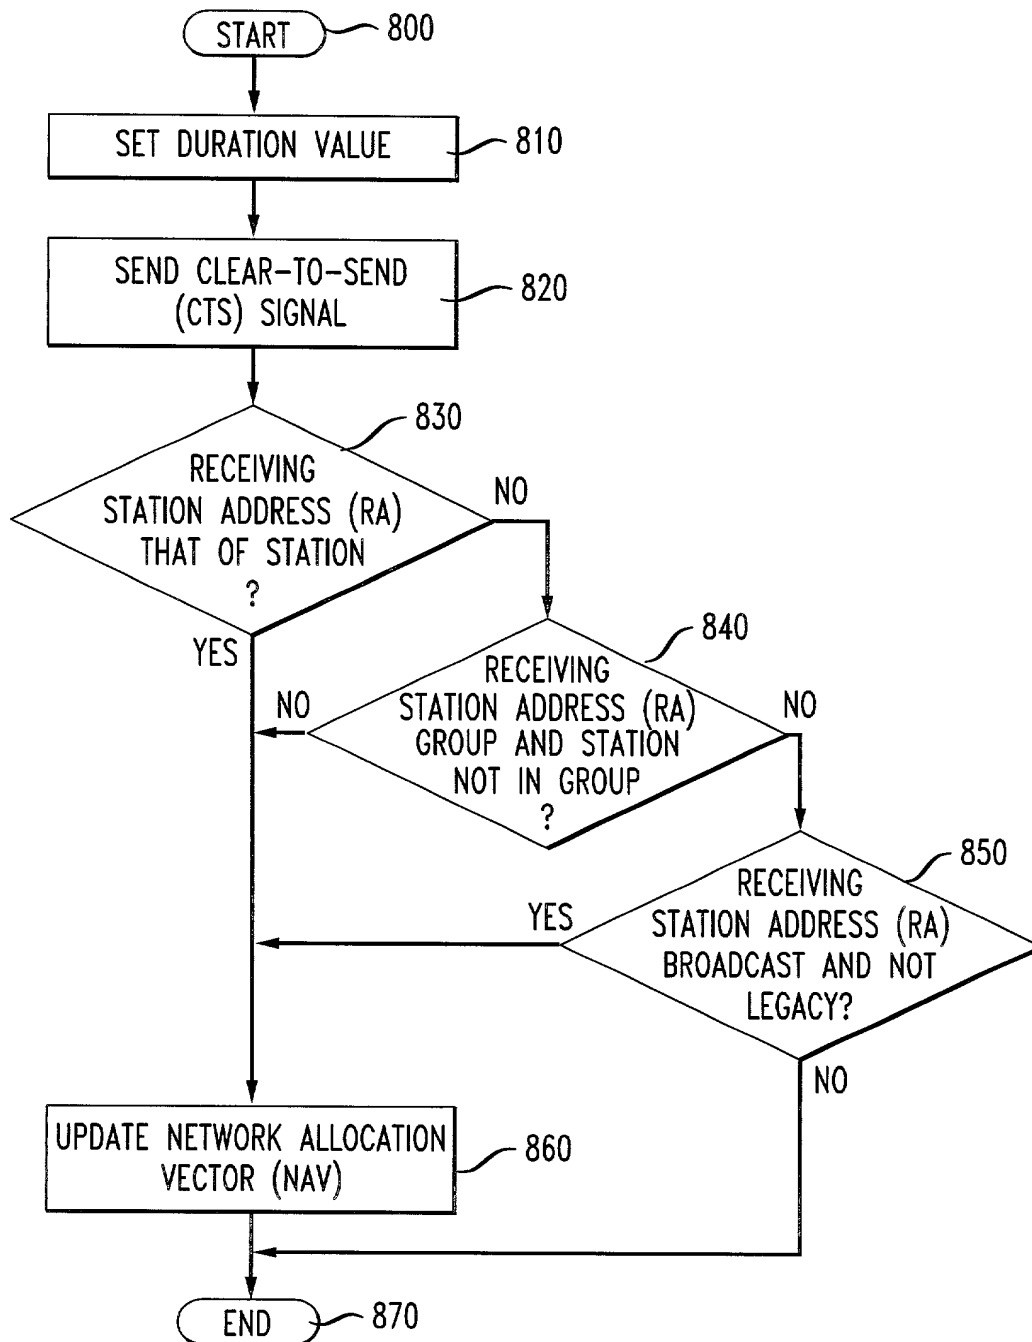 START
800
SET DURATION VALUE
810
SEND CLEAR-TO-SEND
(CTS) SIGNAL
820
830
RECEIVING
STATION ADDRESS (RA)
THAT OF STATION
?
NO
YES
840
RECEIVING
STATION ADDRESS (RA)
GROUP AND STATION
NOT IN GROUP
?
NO
NO
850
RECEIVING
STATION ADDRESS (RA)
BROADCAST AND NOT
LEGACY?
YES
NO
UPDATE NETWORK ALLOCATION
VECTOR (NAV)
860
END
870